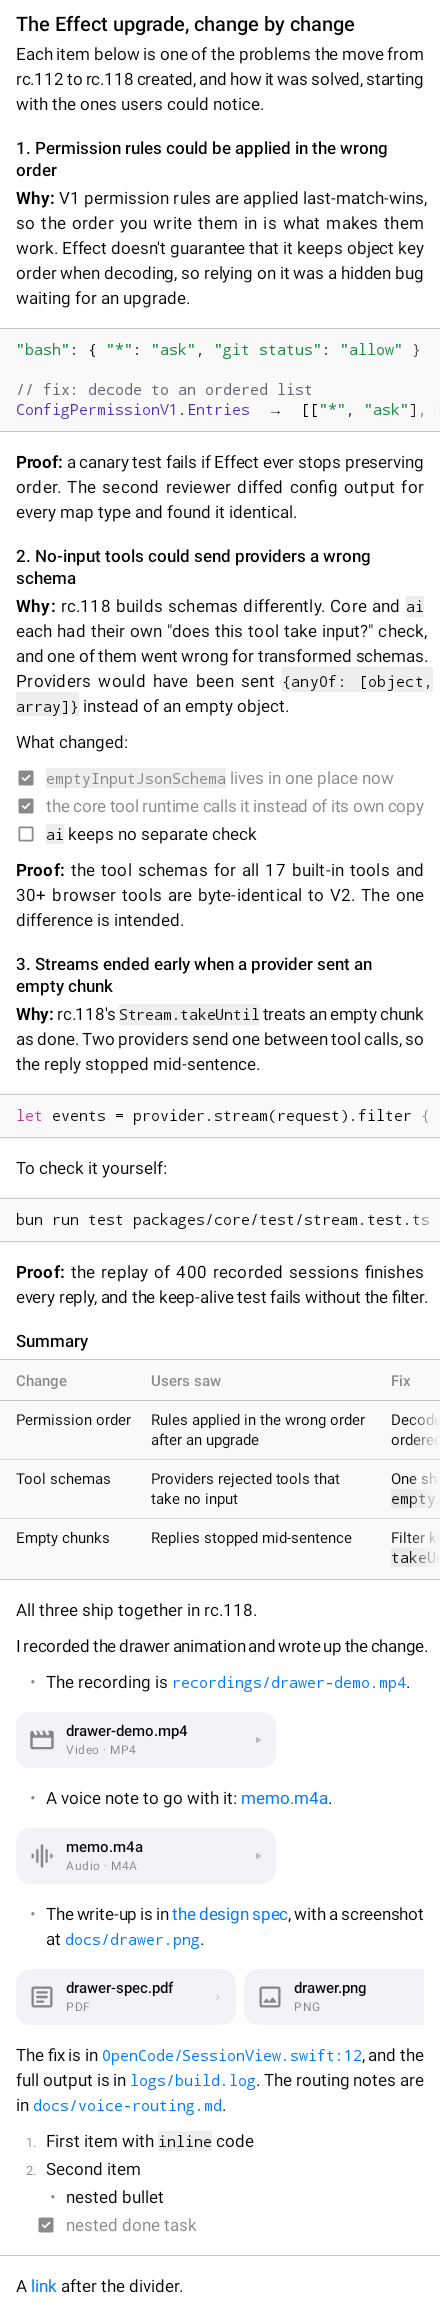 The Effect upgrade, change by change
Each item below is one of the problems the move from
rc.112 to rc.118 created, and how it was solved, starting
with the ones users could notice.
1. Permission rules could be applied in the wrong
order
Why: V1 permission rules are applied last-match-wins,
so the order you write them in is what makes them
work. Effect doesn't guarantee that it keeps object key
order when decoding, so relying on it was a hidden bug
waiting for an upgrade.
"bash": { "*": "ask", "git status": "allow" }
// fix: decode to an ordered list
ConfigPermissionV1.Entries → [["*", "ask"],
Proof: a canary test fails if Effect ever stops preserving
order. The second reviewer diffed config output for
every map type and found it identical.
2. No-input tools could send providers a wrong
schema
Why: rc.118 builds schemas differently. Core and ai
each had their own "does this tool take input?" check,
and one of them went wrong for transformed schemas.
Providers would have been sent {anyOf: [object,
array]} instead of an empty object.
What changed:
emptyInputJsonSchema lives in one place now
the core tool runtime calls it instead of its own copy
ai keeps no separate check
Proof: the tool schemas for all 17 built-in tools and
30+ browser tools are byte-identical to V2. The one
difference is intended.
3. Streams ended early when a provider sent an
empty chunk
Why: rc.118's Stream.takeUntil treats an empty chunk
as done. Two providers send one between tool calls, so
the reply stopped mid-sentence.
let events = provider.stream(request).filter {
To check it yourself:
bun run test packages/core/test/stream.test.ts
Proof: the replay of 400 recorded sessions finishes
every reply, and the keep-alive test fails without the filter.
Summary
Change Users saw Fix
Permission order Rules applied in the wrong order Decode
after an upgrade ordered
Tool schemas Providers rejected tools that One sh
take no input empty
Empty chunks Replies stopped mid-sentence Filter k
takeU
All three ship together in rc.118.
I recorded the drawer animation and wrote up the change.
• The recording is recordings/drawer-demo.mp4.
drawer-demo.mp4
Video · MP4
• A voice note to go with it: memo.m4a.
memo.m4a
Audio · M4A
• The write-up is in the design spec, with a screenshot
at docs/drawer.png.
drawer-spec.pdf drawer.png
PDF PNG
The fix is in OpenCode/SessionView.swift:12, and the
full output is in logs/build.log. The routing notes are
in docs/voice-routing.md.
1. First item with inline code
2. Second item
• nested bullet
nested done task
A link after the divider.